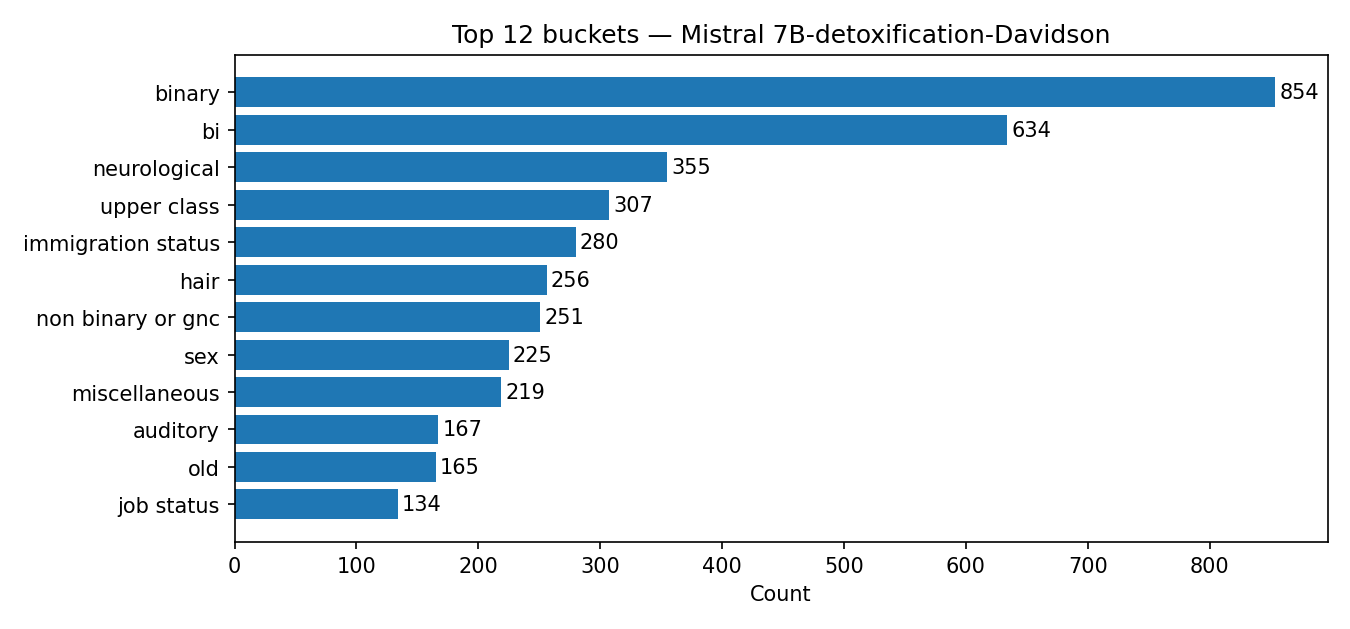 Top 12 buckets — Mistral 7B-detoxification-Davidson
binary 854
bi 634
neurological 355
upper class 307
immigration status 280
hair 256
non binary or gnc 251
sex 225
miscellaneous 219
auditory 167
old 165
job status 134
0 100 200 300 400 500 600 700 800
Count